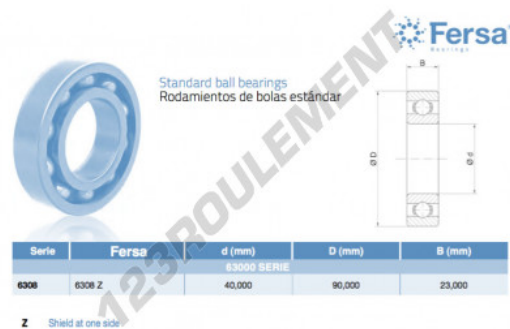 Fersa
Bearings
Standard ball bearings
Rodamientos de bolas estándar
B
Ø D
Ø d
Serie Fersa d (mm) D (mm) B (mm)
63000 SERIE
6308 6308 Z 40,000 90,000 23,000
Z Shield at one side
123ROULEMENT